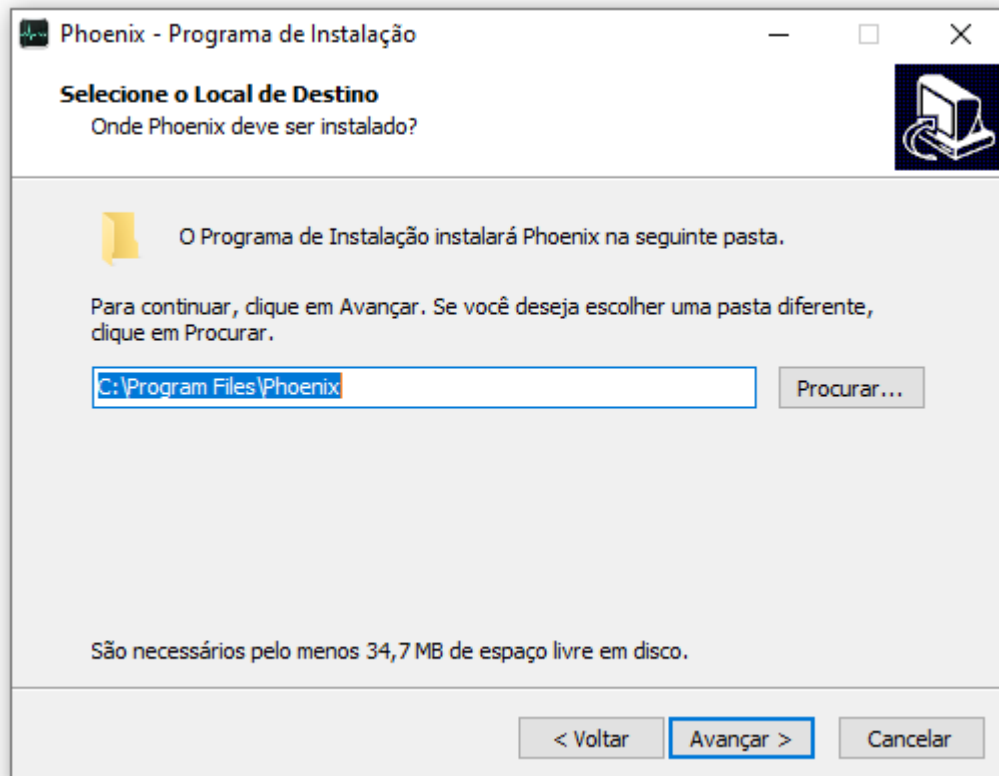 Phoenix - Programa de Instalação
Selecione o Local de Destino
Onde Phoenix deve ser instalado?
O Programa de Instalação instalará Phoenix na seguinte pasta.
Para continuar, clique em Avançar. Se você deseja escolher uma pasta diferente,
clique em Procurar.
C:\Program Files\Phoenix
Procurar...
São necessários pelo menos 34,7 MB de espaço livre em disco.
< Voltar
Avançar >
Cancelar